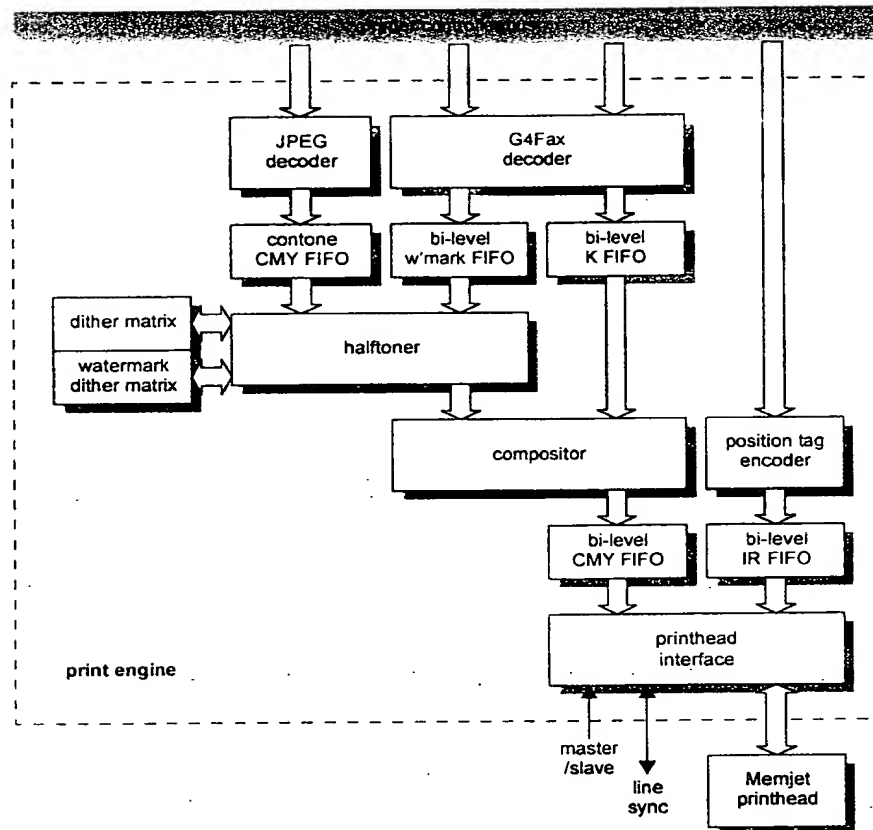 JPEG
decoder
G4Fax
decoder
contone
CMY FIFO
bi-level
w'mark FIFO
bi-level
K FIFO
dither matrix
watermark
dither matrix
halftoner
compositor
position tag
encoder
bi-level
CMY FIFO
bi-level
IR FIFO
printhead
interface
print engine
master
/slave
line
sync
Memjet
printhead